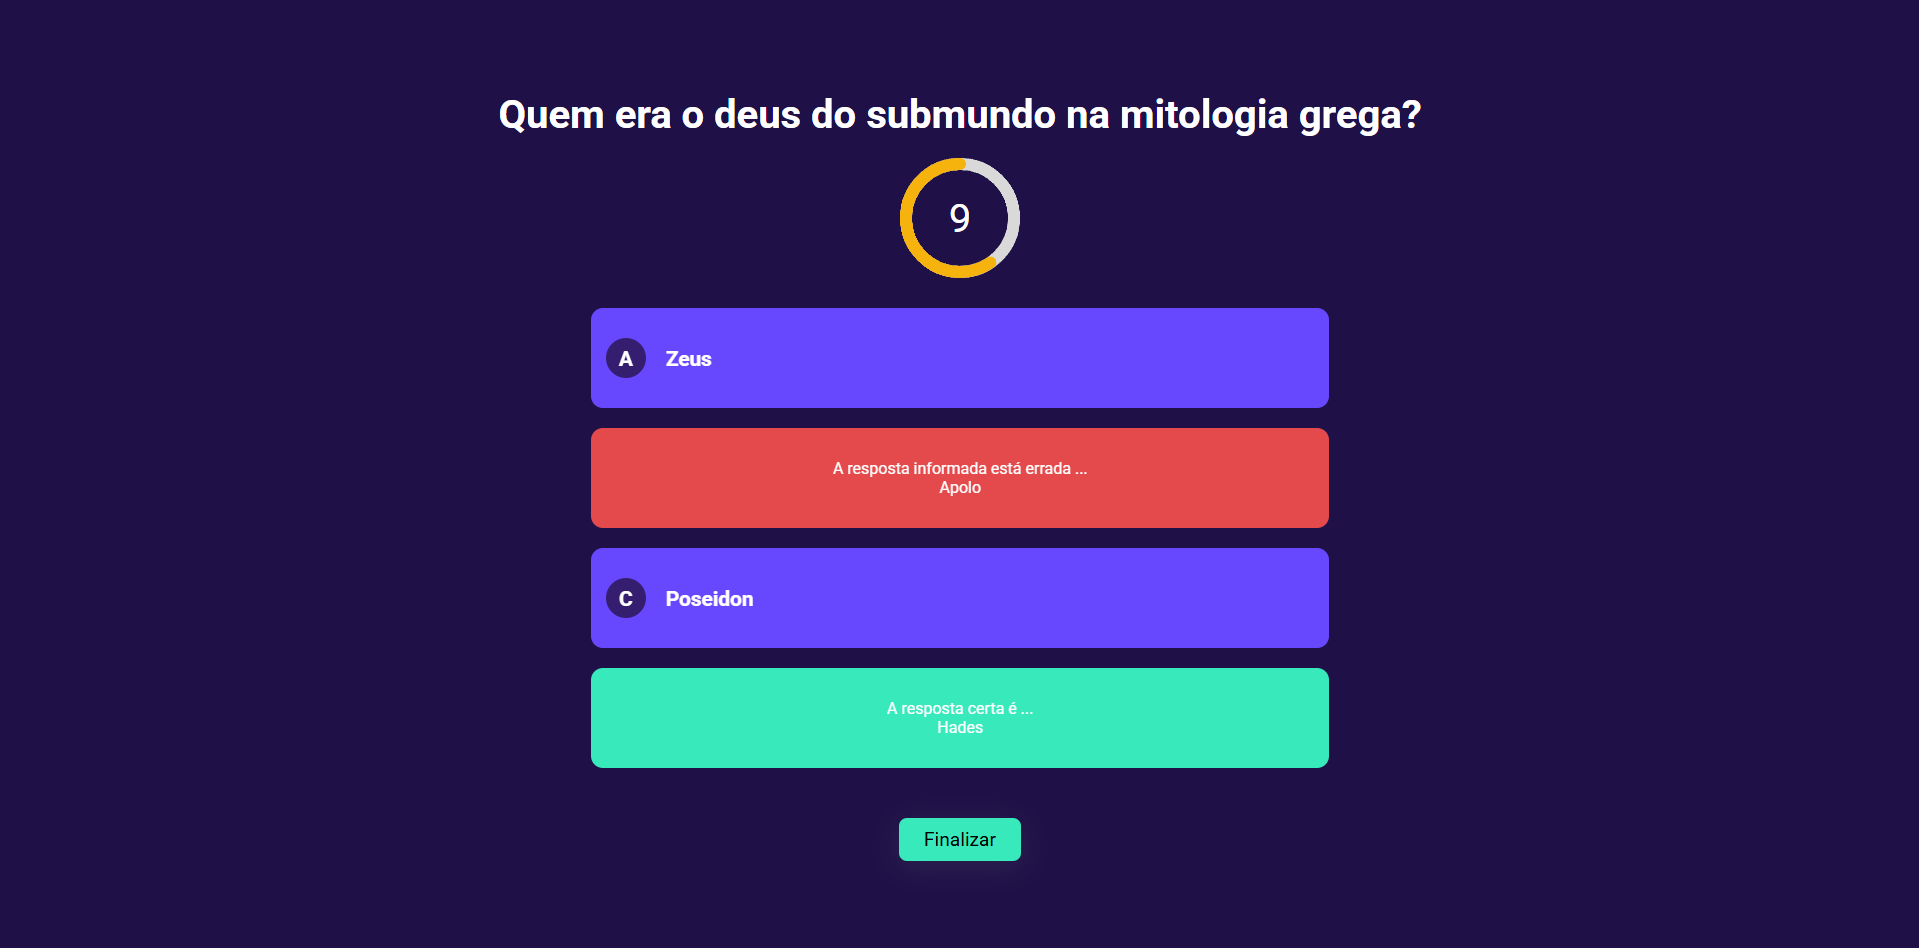 Quem era o deus do submundo na mitologia grega?
9
A Zeus
A resposta informada está errada ...
Apolo
C Poseidon
A resposta certa é ...
Hades
Finalizar